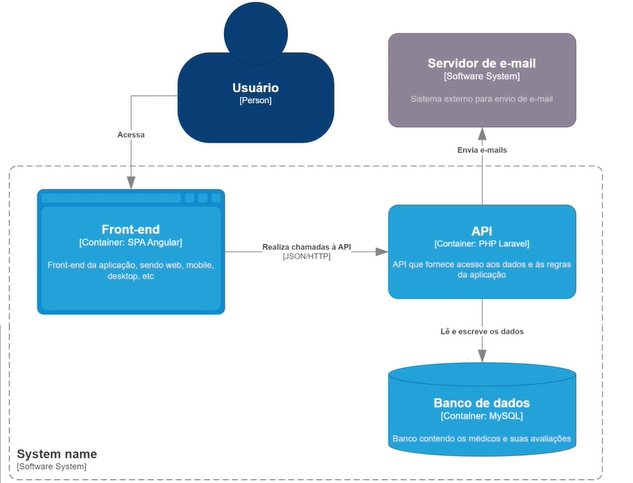 Usuário
[Person]
Servidor de e-mail
[Software System]
Sistema externo para envio de e-mail
Acessa
Envia e-mails
Front-end
[Container: SPA Angular]
Front-end da aplicação, sendo web, mobile,
desktop, etc
Realiza chamadas à API
[JSON/HTTP]
API
[Container: PHP Laravel]
API que fornece acesso aos dados e às regras
da aplicação
Lê e escreve os dados
Banco de dados
[Container: MySQL]
Banco contendo os médicos e suas avaliações
System name
[Software System]